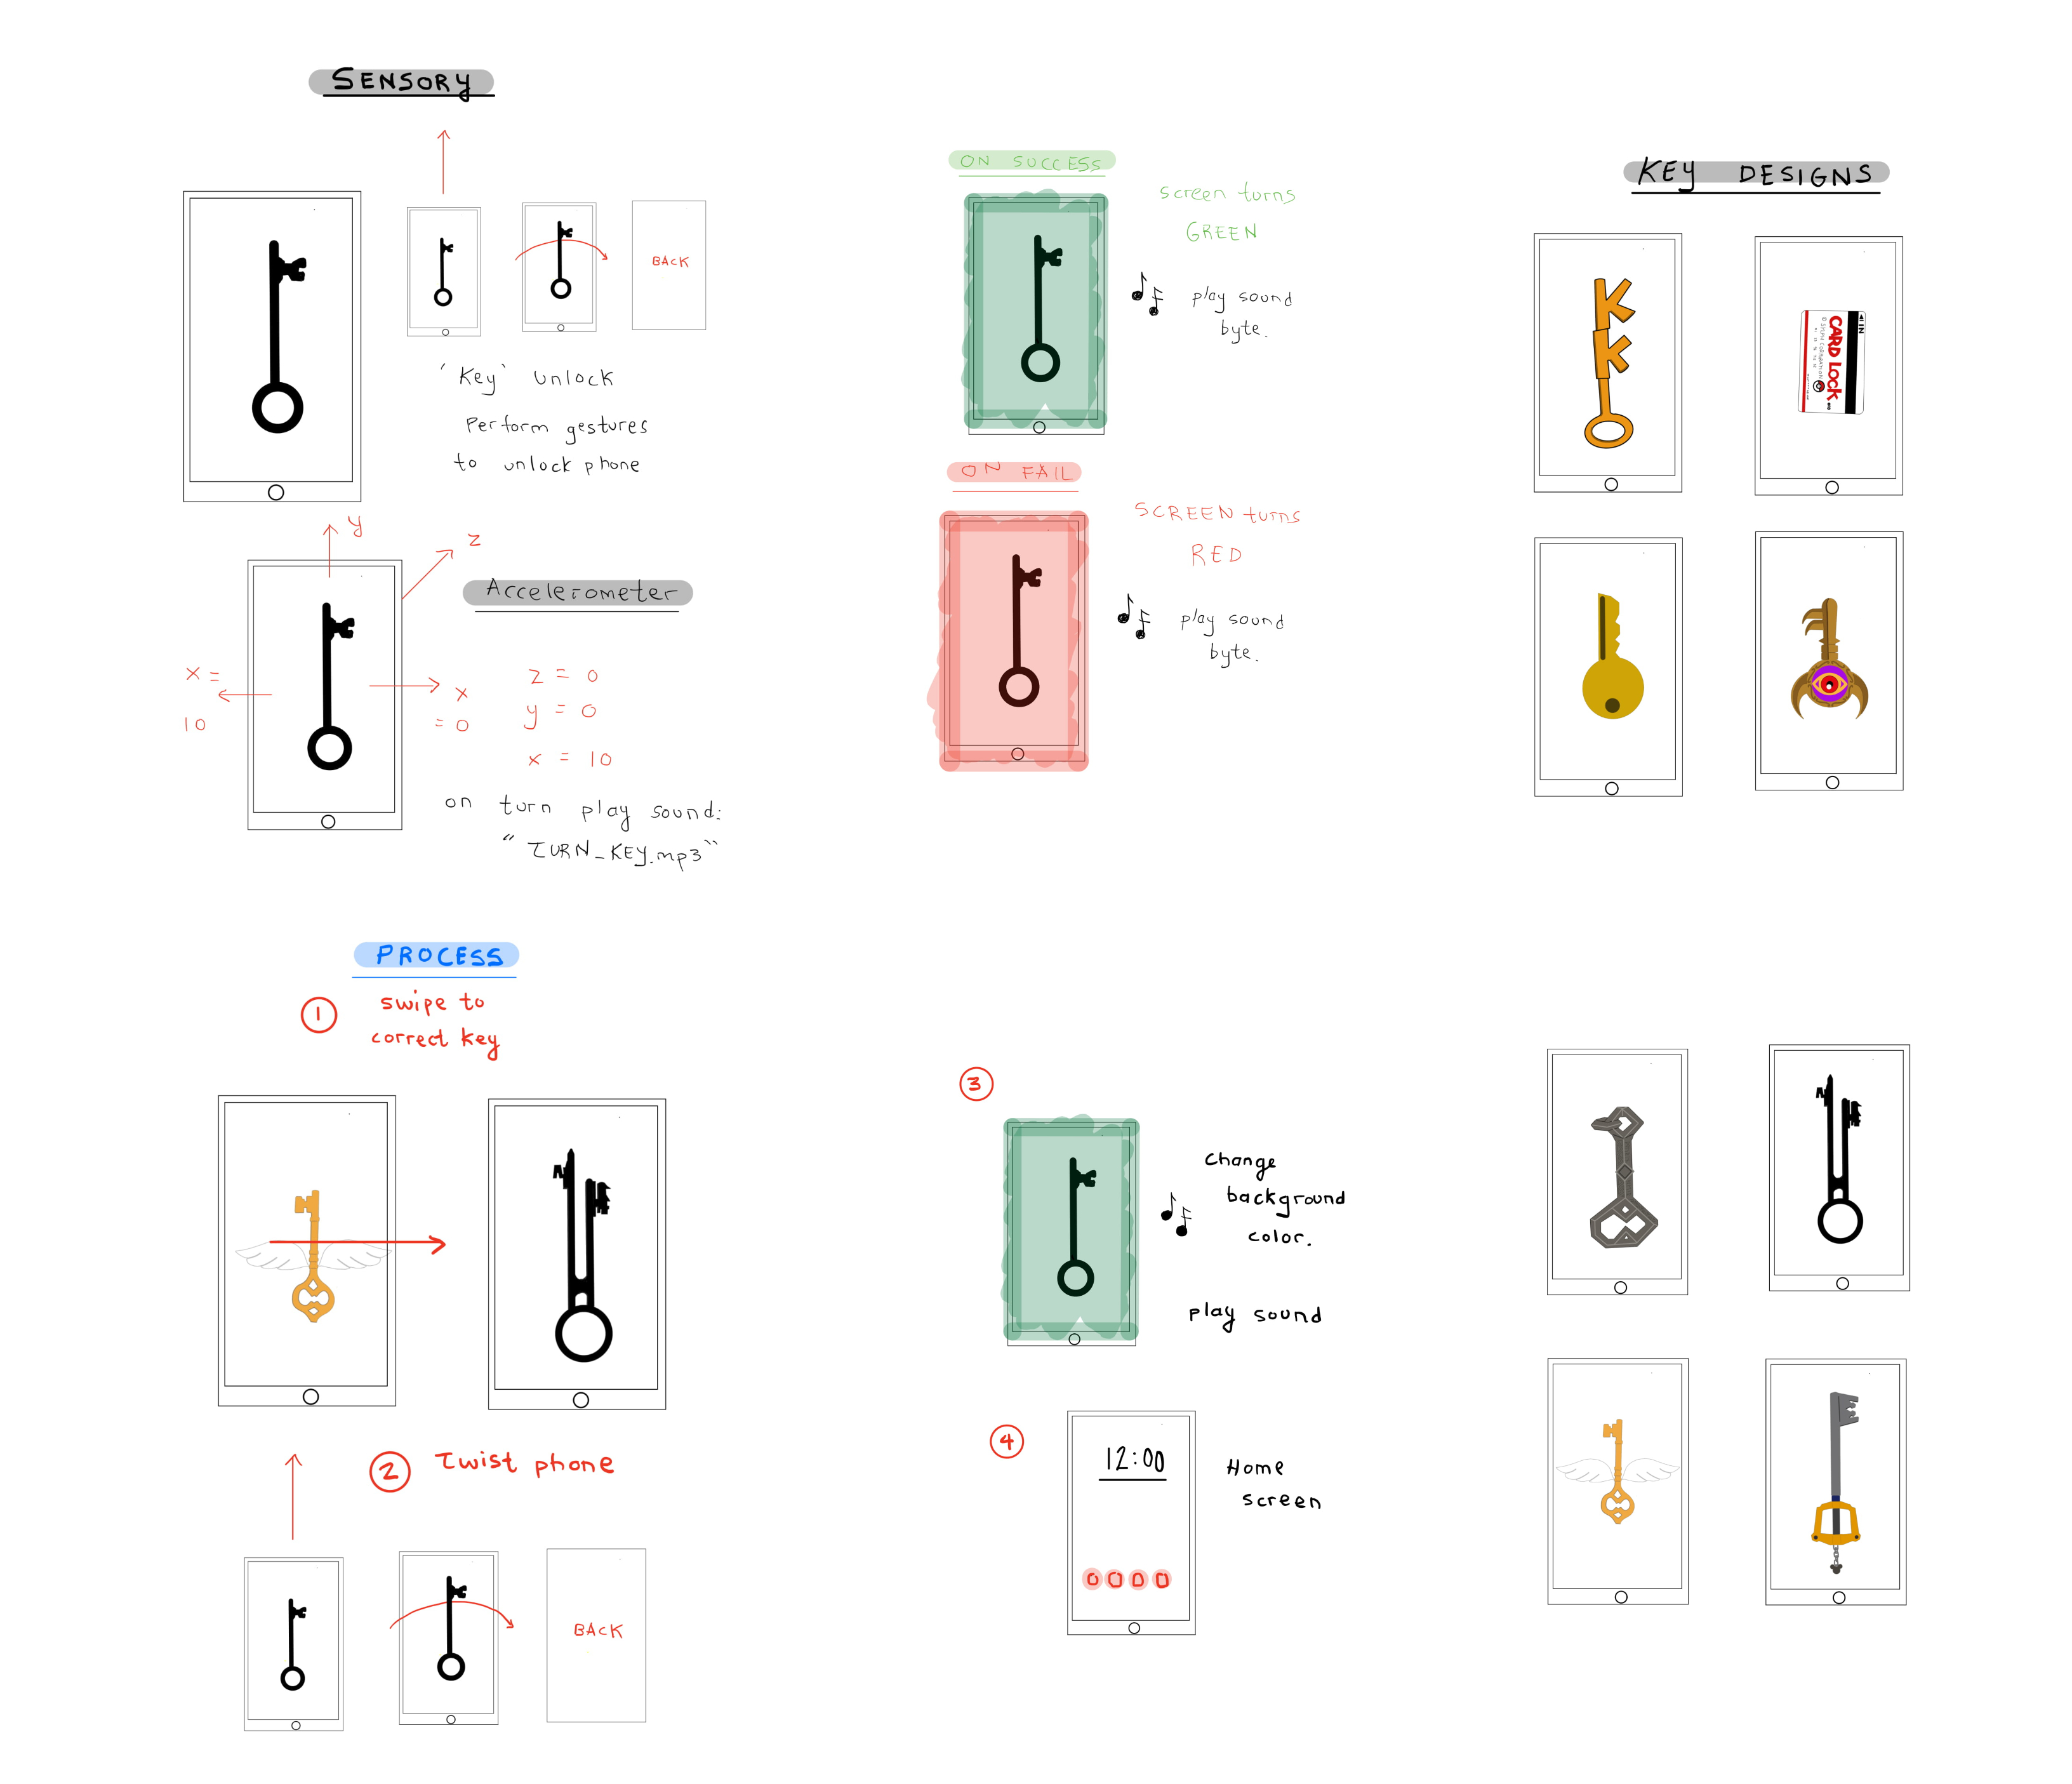 SENSORY
BACK
'Key' unlock
Perform gestures
to unlock phone
y
z
Accelerometer
x =
10
x
= 0
z = 0
y = 0
x = 10
on turn play sound:
"TURN_KEY.mp3"
ON SUCCESS
screen turns
GREEN
play sound
byte.
ON FAIL
SCREEN turns
RED
play sound
byte.
KEY DESIGNS
IN
CARD LOCK
PROCESS
1
swipe to
correct key
2 Twist phone
BACK
3
change
background
color.
play sound
4
12:00
Home
screen